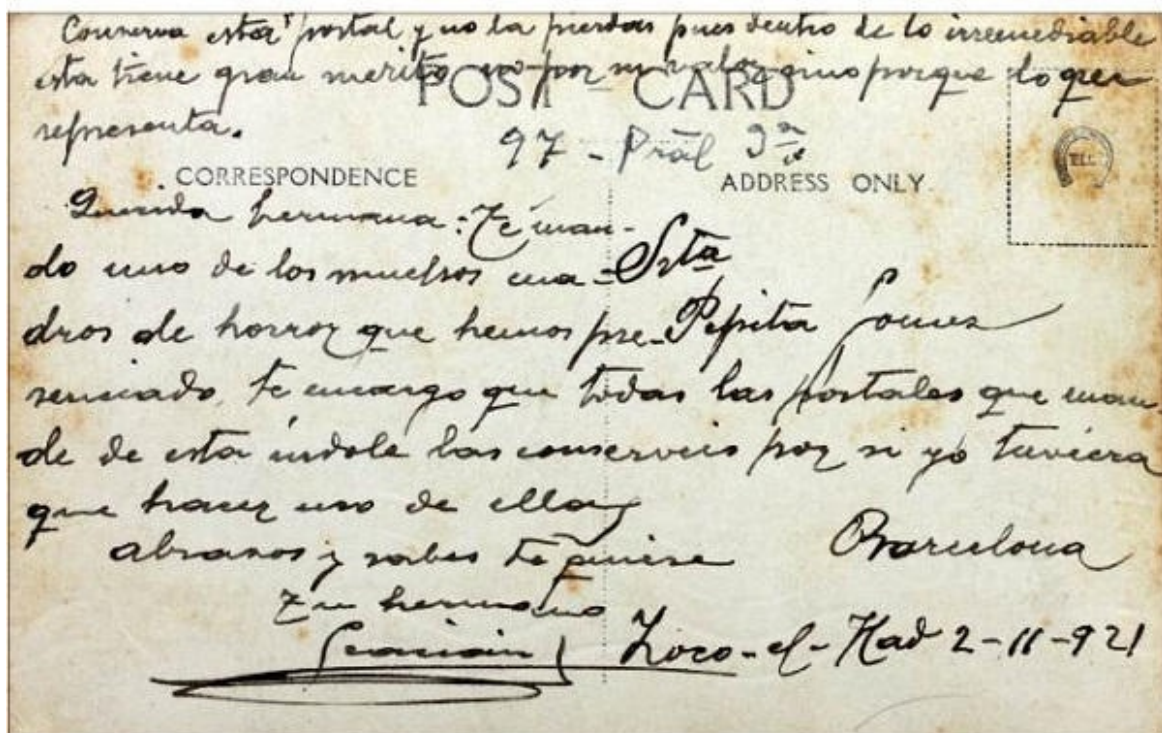 Conserva esta postal y no la pierdas pues dentro de lo irremediable
esta tiene gran merito no por su valor sino porque lo que
representa.
POST - CARD
97 - Pral 3ª
CORRESPONDENCE
ADDRESS ONLY
Querida hermana: Te man-
do uno de los muchos cua-
dros de horror que hemos pre-
senciado, te encargo que todas las postales que man-
de de esta indole las conserveis por si yo tuviera
que hacer uso de ellas
abrazos y sabes te quiere
Tu hermano
Srta
Pepita Gomez
Barcelona
Zoco-el-Had 2-11-921